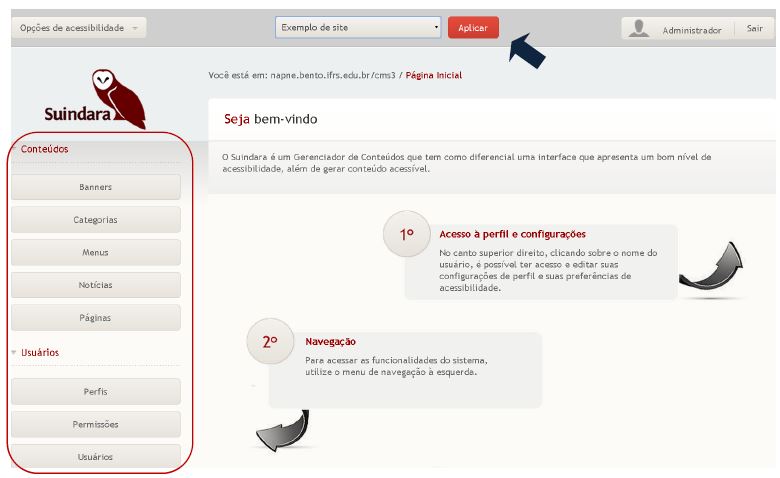 Opções de acessibilidade
Exemplo de site
Aplicar
Administrador
Sair
Suindara
Você está em: napne.bento.ifrs.edu.br/cms3 / Página Inicial
Seja bem-vindo
O Suindara é um Gerenciador de Conteúdos que tem como diferencial uma interface que apresenta um bom nível de
acessibilidade, além de gerar conteúdo acessível.
Conteúdos
Banners
Categorias
Menus
Notícias
Páginas
Usuários
Perfis
Permissões
Usuários
1º
Acesso à perfil e configurações
No canto superior direito, clicando sobre o nome do
usuário, é possível ter acesso e editar suas
configurações de perfil e suas preferências de
acessibilidade.
2º
Navegação
Para acessar as funcionalidades do sistema,
utilize o menu de navegação à esquerda.